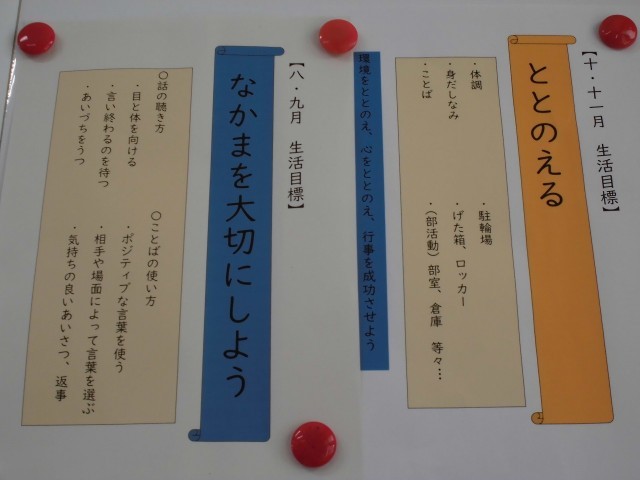 【十・十一月　生活目標】
ととのえる
・体調
・身だしなみ
・ことば
・駐輪場
・げた箱、ロッカー
・（部活動）部室、倉庫　等々…
環境をととのえ、心をととのえ、行事を成功させよう
【八・九月　生活目標】
なかまを大切にしよう
〇話の聴き方
・目と体を向ける
・言い終わるのを待つ
・あいづちをうつ
〇ことばの使い方
・ポジティブな言葉を使う
・相手や場面によって言葉を選ぶ
・気持ちの良いあいさつ、返事